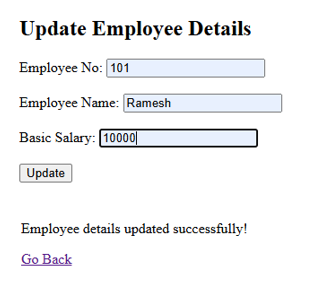 Update Employee Details
Employee No: 101
Employee Name: Ramesh
Basic Salary: 10000
Update
Employee details updated successfully!
Go Back